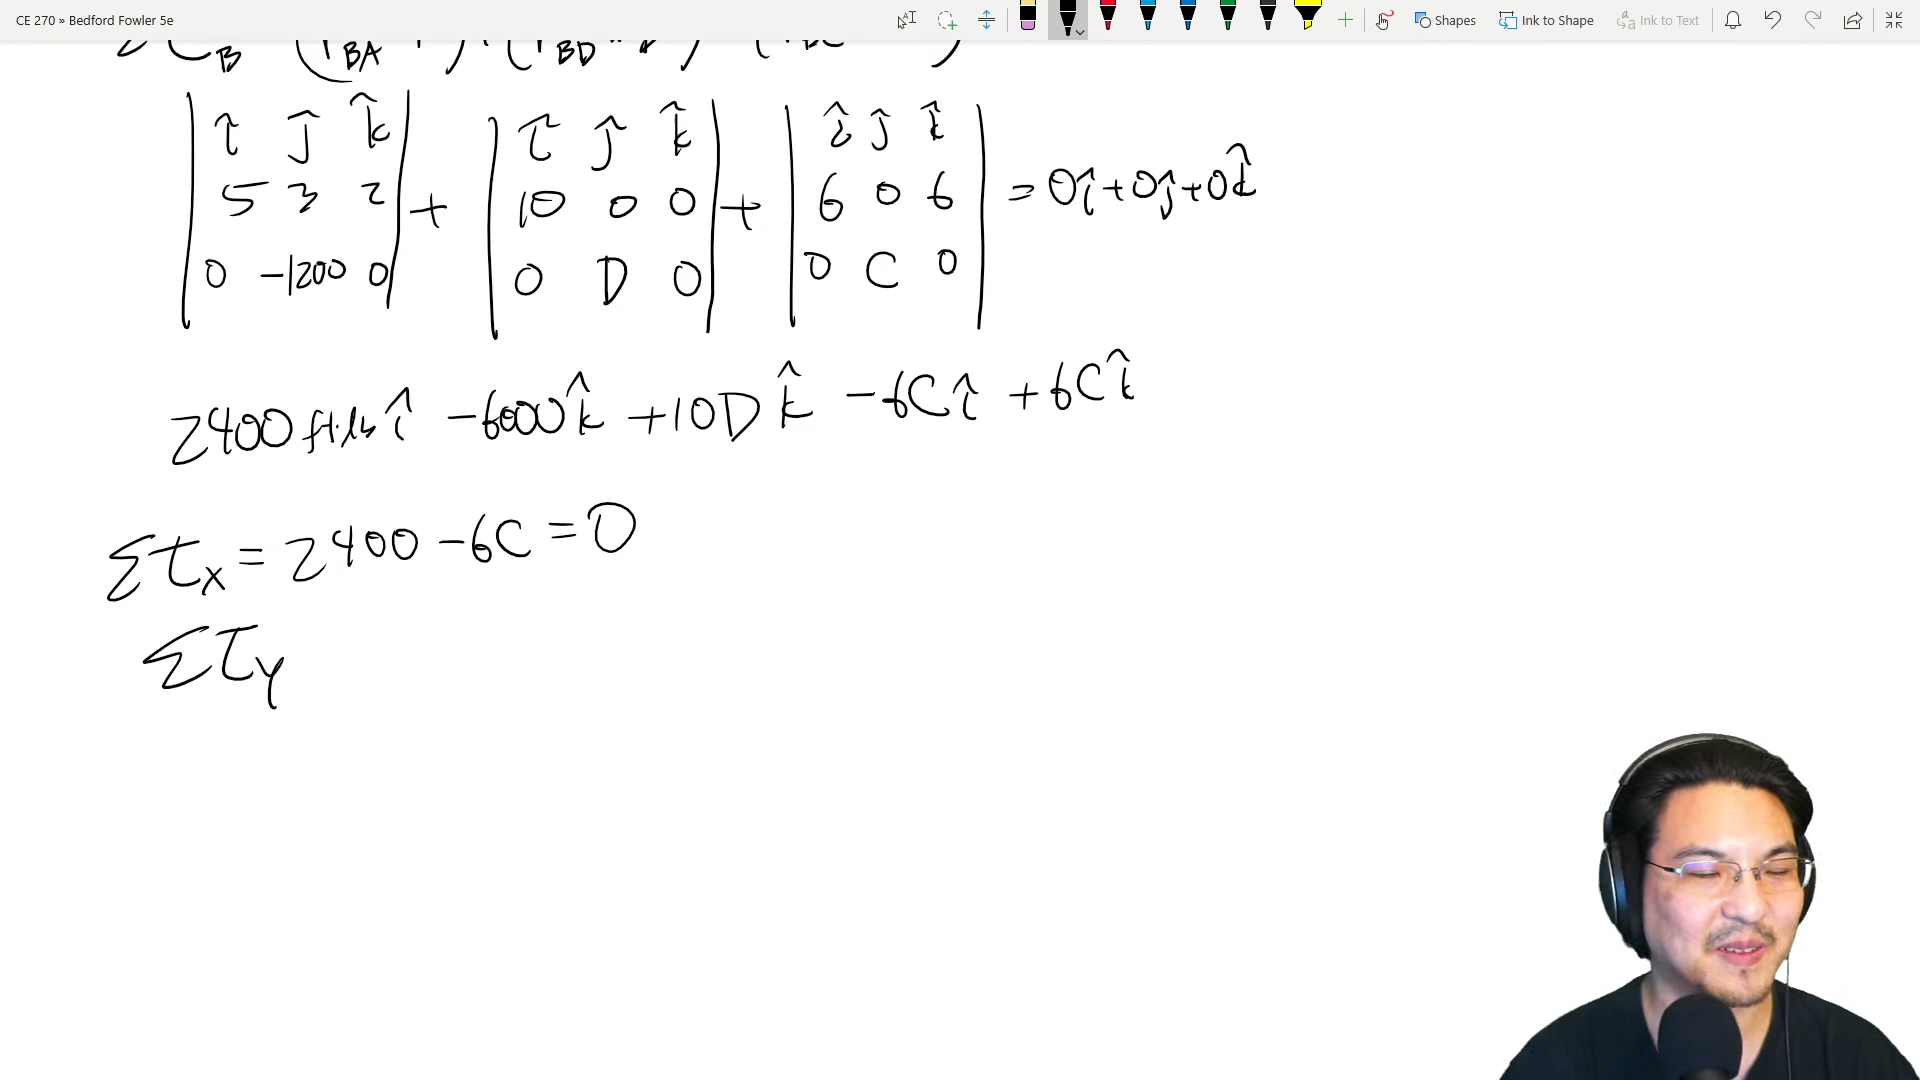 CE 270 » Bedford Fowler 5e
Shapes Ink to Shape Ink to Text
î ĵ k̂
5 3 2
0 -1200 0
+
î ĵ k̂
10 0 0
0 D 0
+
î ĵ k̂
6 0 6
0 C 0
= 0î + 0ĵ + 0k̂
2400 ft·lb î - 6000 k̂ + 10D k̂ - 6C î + 6C k̂
Στx = 2400 - 6C = 0
Στy